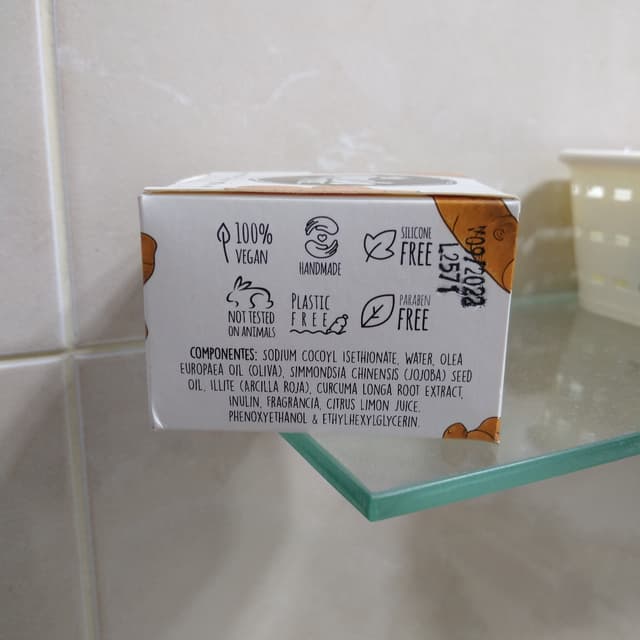 100%
VEGAN
HANDMADE
SILICONE
FREE
NOT TESTED
ON ANIMALS
PLASTIC
FREE
PARABEN
FREE
COMPONENTES: SODIUM COCOYL ISETHIONATE, WATER, OLEA
EUROPAEA OIL (OLIVA), SIMMONDSIA CHINENSIS (JOJOBA) SEED
OIL, ILLITE (ARCILLA ROJA), CURCUMA LONGA ROOT EXTRACT,
INULIN, FRAGRANCIA, CITRUS LIMON JUICE,
PHENOXYETHANOL & ETHYLHEXYLGLYCERIN.